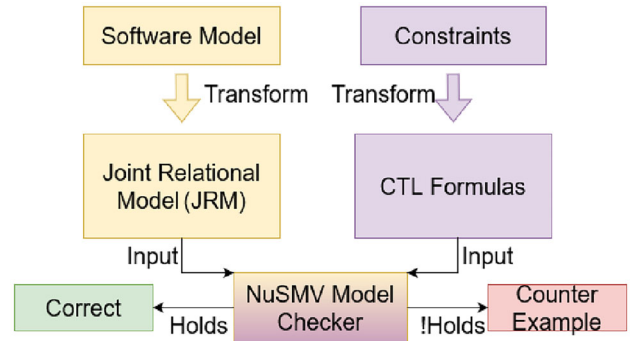 Software Model
Constraints
Transform
Transform
Joint Relational
Model (JRM)
CTL Formulas
Input
Input
NuSMV Model
Checker
Correct
Holds
!Holds
Counter
Example